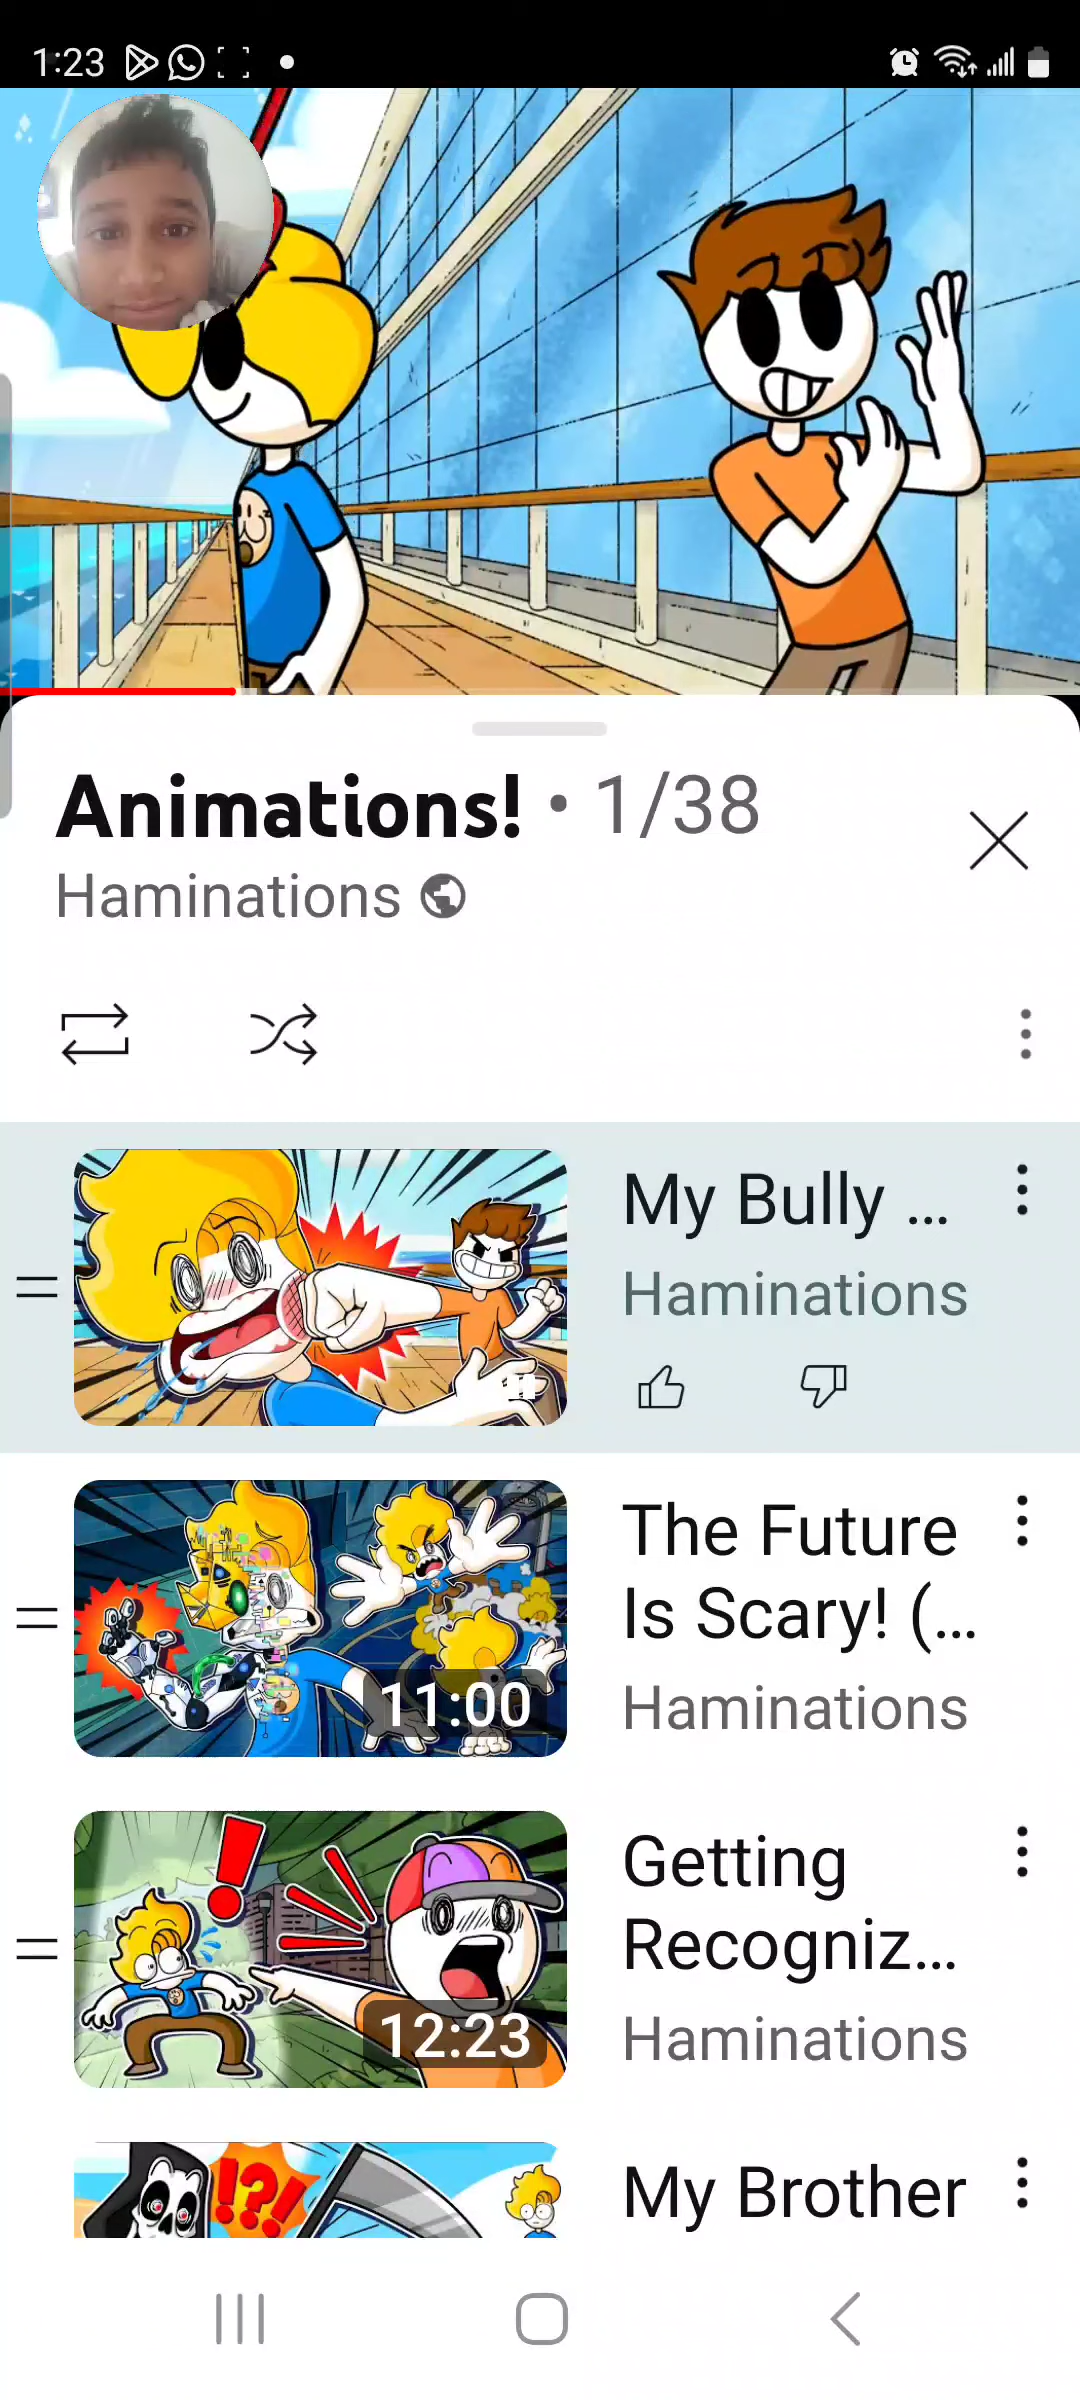 1:23
Animations! • 1/38
Haminations
My Bully ...
Haminations
The Future
Is Scary! (...
Haminations
11:00
Getting
Recogniz...
Haminations
12:23
!?!
My Brother